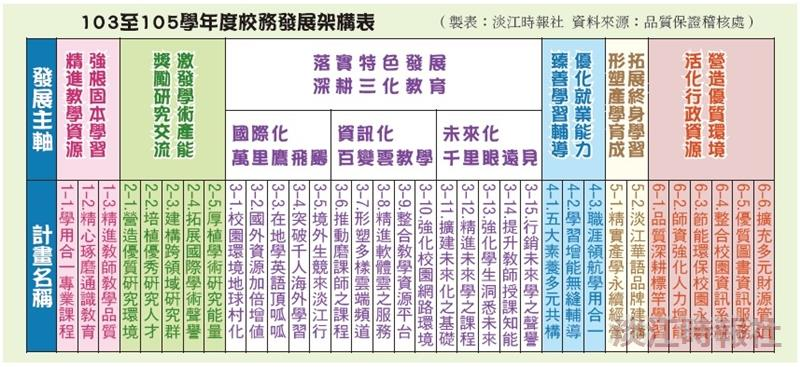 103至105學年度校務發展架構表
（製表：淡江時報社 資料來源：品質保證稽核處）
發展主軸
強根固本學習
精進教學資源
激發學術產能
獎勵研究交流
落實特色發展
深耕三化教育
國際化
萬里鷹飛颺
資訊化
百變雲教學
未來化
千里眼遠見
優化就業能力
臻善學習輔導
拓展終身學習
形塑產學育成
營造優質環境
活化行政資源
計畫名稱
1-1學用合一專業課程
1-2精心琢磨通識教育
1-3精進教師教學品質
2-1營造優質研究環境
2-2培植優秀研究人才
2-3建構跨領域研究群
2-4拓展國際學術聲譽
2-5厚植學術研究能量
3-1校園環境地球村化
3-2國外資源加倍增值
3-3在地學英語頂呱呱
3-4突破千人海外學習
3-5境外生競來淡江行
3-6推動磨課師之課程
3-7形塑多樣雲端頻道
3-8精進軟體雲之服務
3-9整合教學資源平台
3-10強化校園網路環境
3-11擴建未來化之基礎
3-12精進未來學之課程
3-13強化學生洞悉未來
3-14提升教師授課知能
3-15行銷未來學之聲譽
4-1五大素養多元共構
4-2學習增能無縫輔導
4-3職涯領航學用合一
5-1精實產學永續經
5-2淡江華語品牌建
6-1品質深耕標竿
6-2師資強化人力增能
6-3節能環保校園永
6-4整合校園資訊系
6-5優質圖書資訊服
6-6擴充多元財源管
淡江時報社